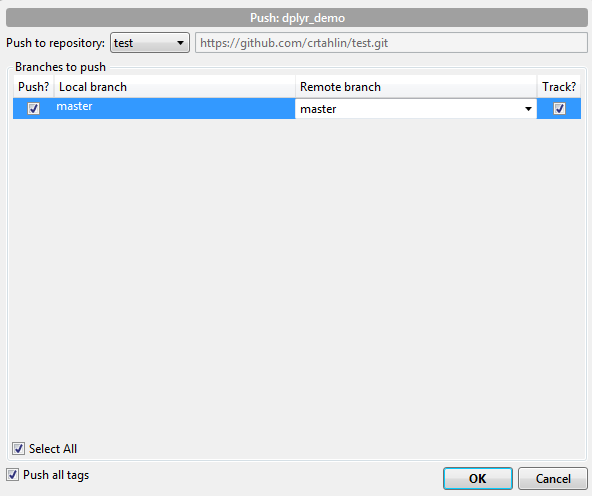 Push: dplyr_demo
Push to repository: test https://github.com/crtahlin/test.git
Branches to push
Push? Local branch Remote branch Track?
master master
Select All
Push all tags
OK Cancel